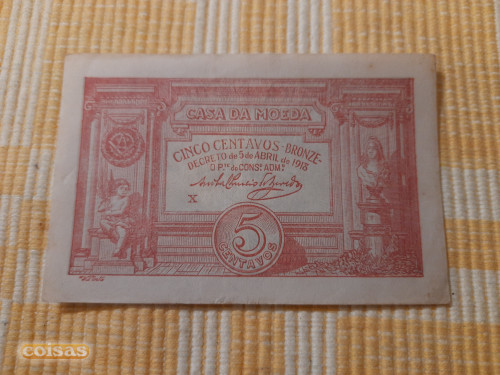 CASA DA MOEDA
CINCO CENTAVOS-BRONZE-
DECRETO de 5 de ABRIL de 1918
O P.te do CONS.º ADM.º
X
5
CENTAVOS
coisas